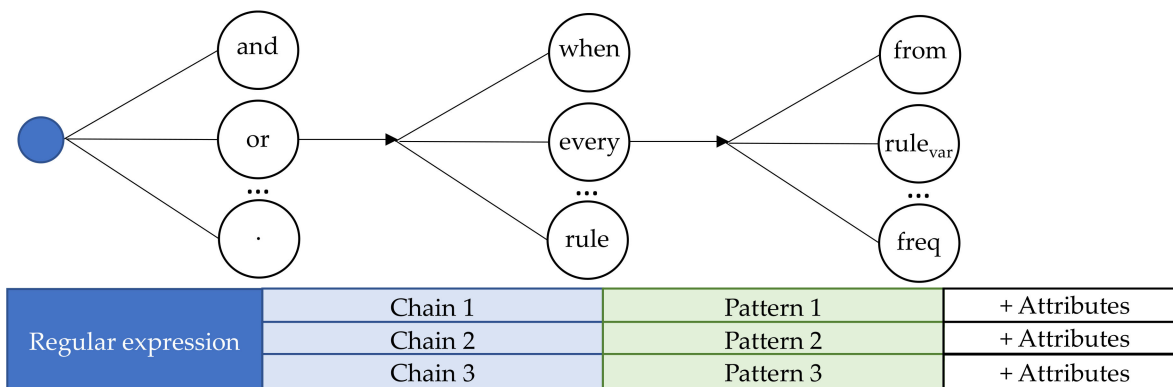 and
when
from
or
every
rule_var
...
...
...
.
rule
freq
Regular expression
Chain 1
Pattern 1
+ Attributes
Chain 2
Pattern 2
+ Attributes
Chain 3
Pattern 3
+ Attributes